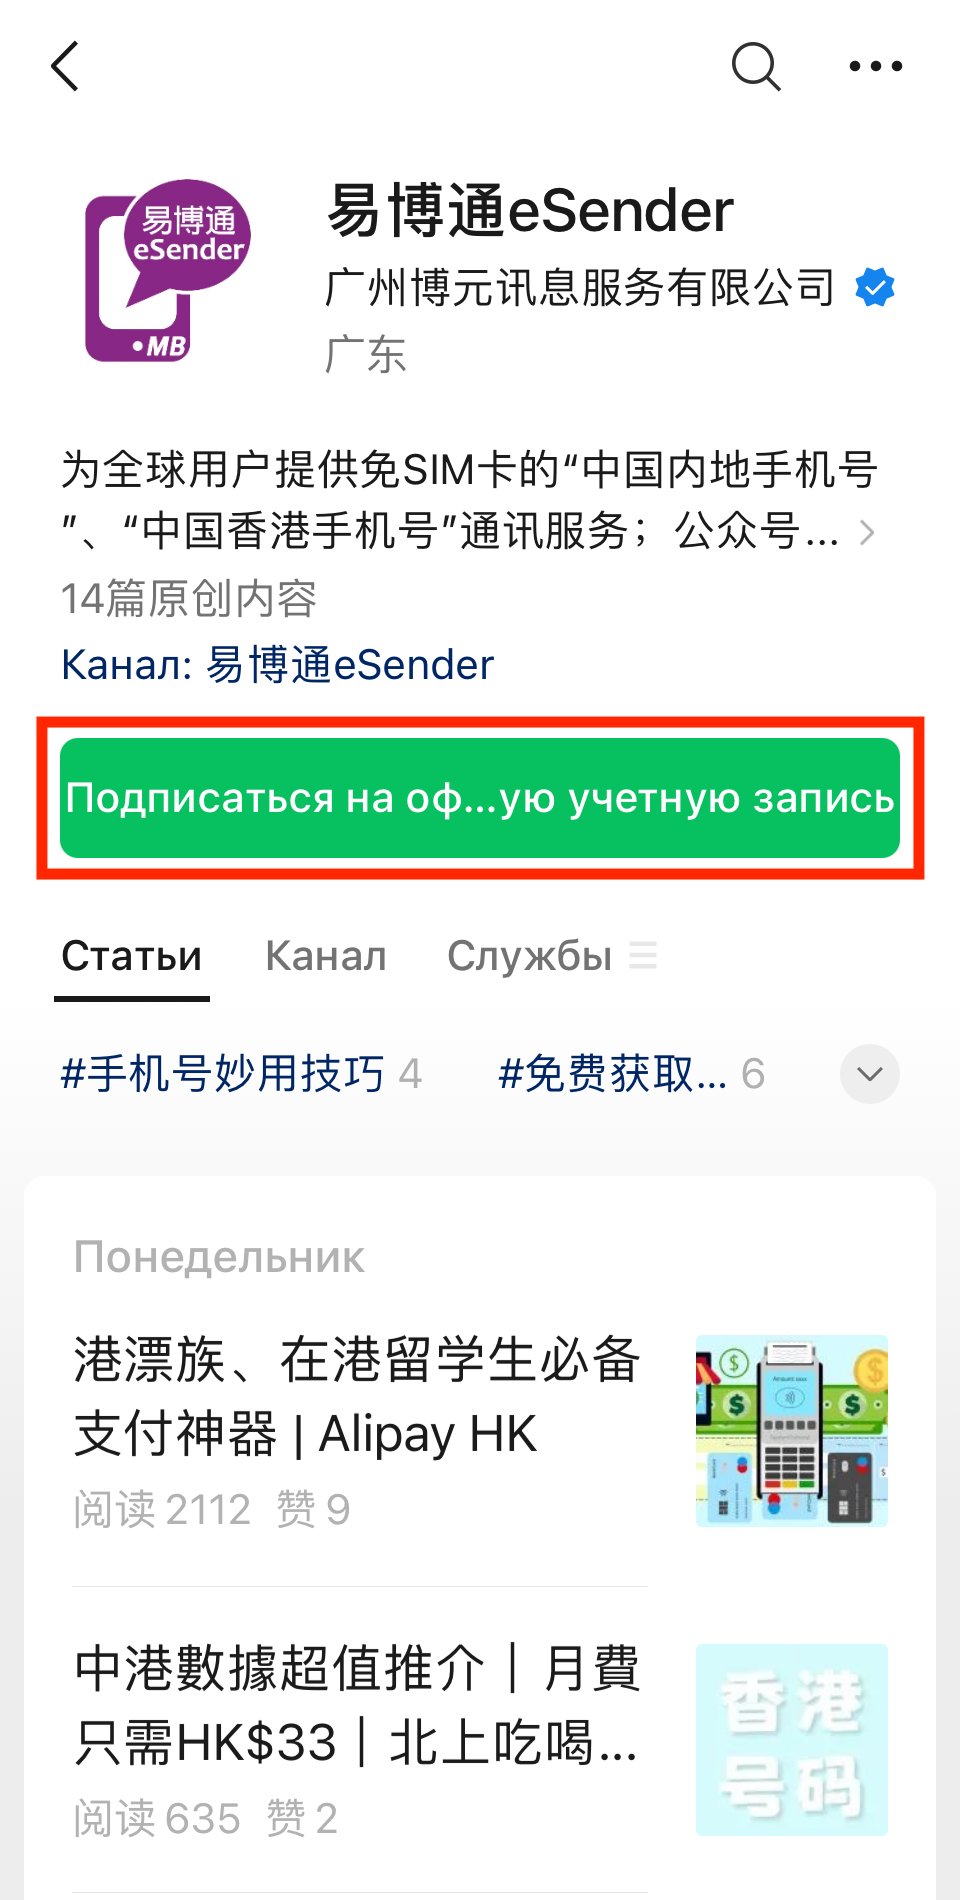 易博通
eSender
•MB
易博通eSender
广州博元讯息服务有限公司
广东
为全球用户提供免SIM卡的“中国内地手机号
”、“中国香港手机号”通讯服务；公众号...
14篇原创内容
Канал: 易博通eSender
Подписаться на оф...ую учетную запись
Статьи Канал Службы
#手机号妙用技巧 4 #免费获取... 6
Понедельник
港漂族、在港留学生必备
支付神器 | Alipay HK
阅读 2112 赞 9
中港數據超值推介｜月費
只需HK$33｜北上吃喝...
阅读 635 赞 2
香港
号码